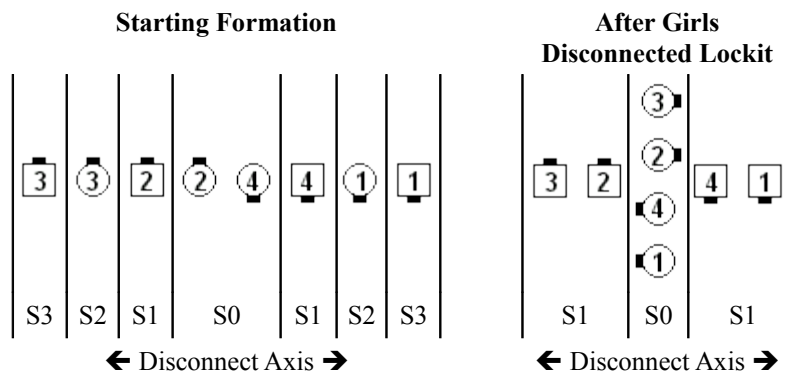 Starting Formation
3 3 2 2 4 4 1 1
S3 S2 S1 S0 S1 S2 S3
← Disconnect Axis →
After Girls
Disconnected Lockit
3
2
3 2 4 1
4
1
S1 S0 S1
← Disconnect Axis →